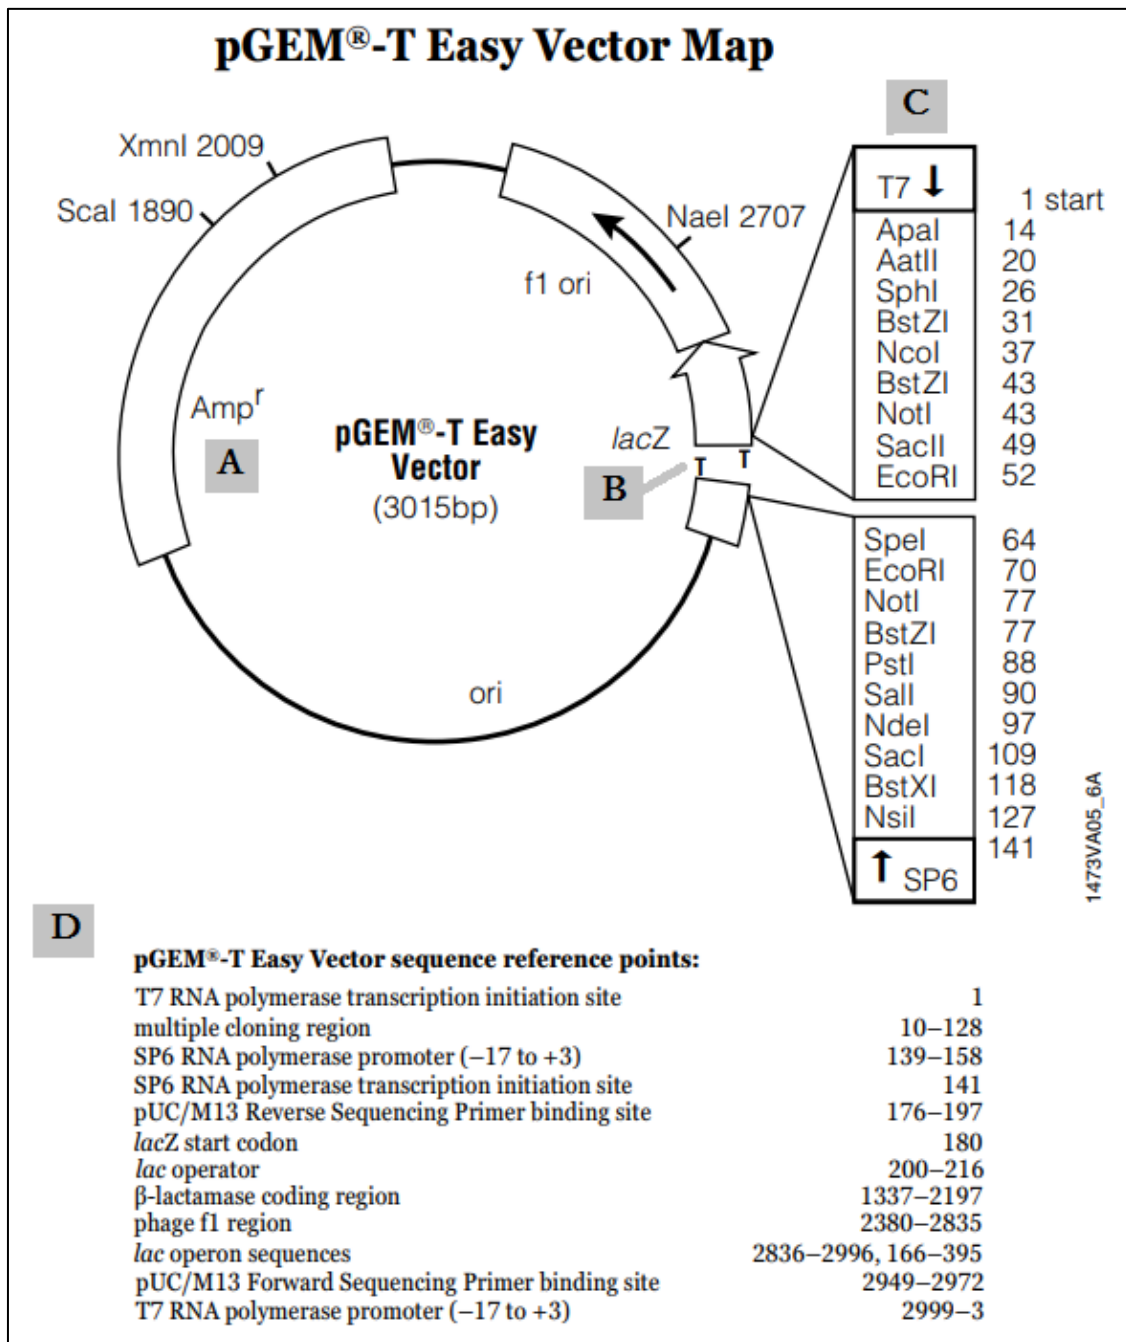 pGEM®-T Easy Vector Map
C
XmnI 2009
ScaI 1890
NaeI 2707
f1 ori
Ampʳ
A
pGEM®-T Easy
Vector
(3015bp)
lacZ
T T
B
ori
T7 ↓
1 start
ApaI 14
AatII 20
SphI 26
BstZI 31
NcoI 37
BstZI 43
NotI 43
SacII 49
EcoRI 52
SpeI 64
EcoRI 70
NotI 77
BstZI 77
PstI 88
SalI 90
NdeI 97
SacI 109
BstXI 118
NsiI 127
141
↑ SP6
1473VA05_6A
D
pGEM®-T Easy Vector sequence reference points:
T7 RNA polymerase transcription initiation site 1
multiple cloning region 10–128
SP6 RNA polymerase promoter (–17 to +3) 139–158
SP6 RNA polymerase transcription initiation site 141
pUC/M13 Reverse Sequencing Primer binding site 176–197
lacZ start codon 180
lac operator 200–216
β-lactamase coding region 1337–2197
phage f1 region 2380–2835
lac operon sequences 2836–2996, 166–395
pUC/M13 Forward Sequencing Primer binding site 2949–2972
T7 RNA polymerase promoter (–17 to +3) 2999–3